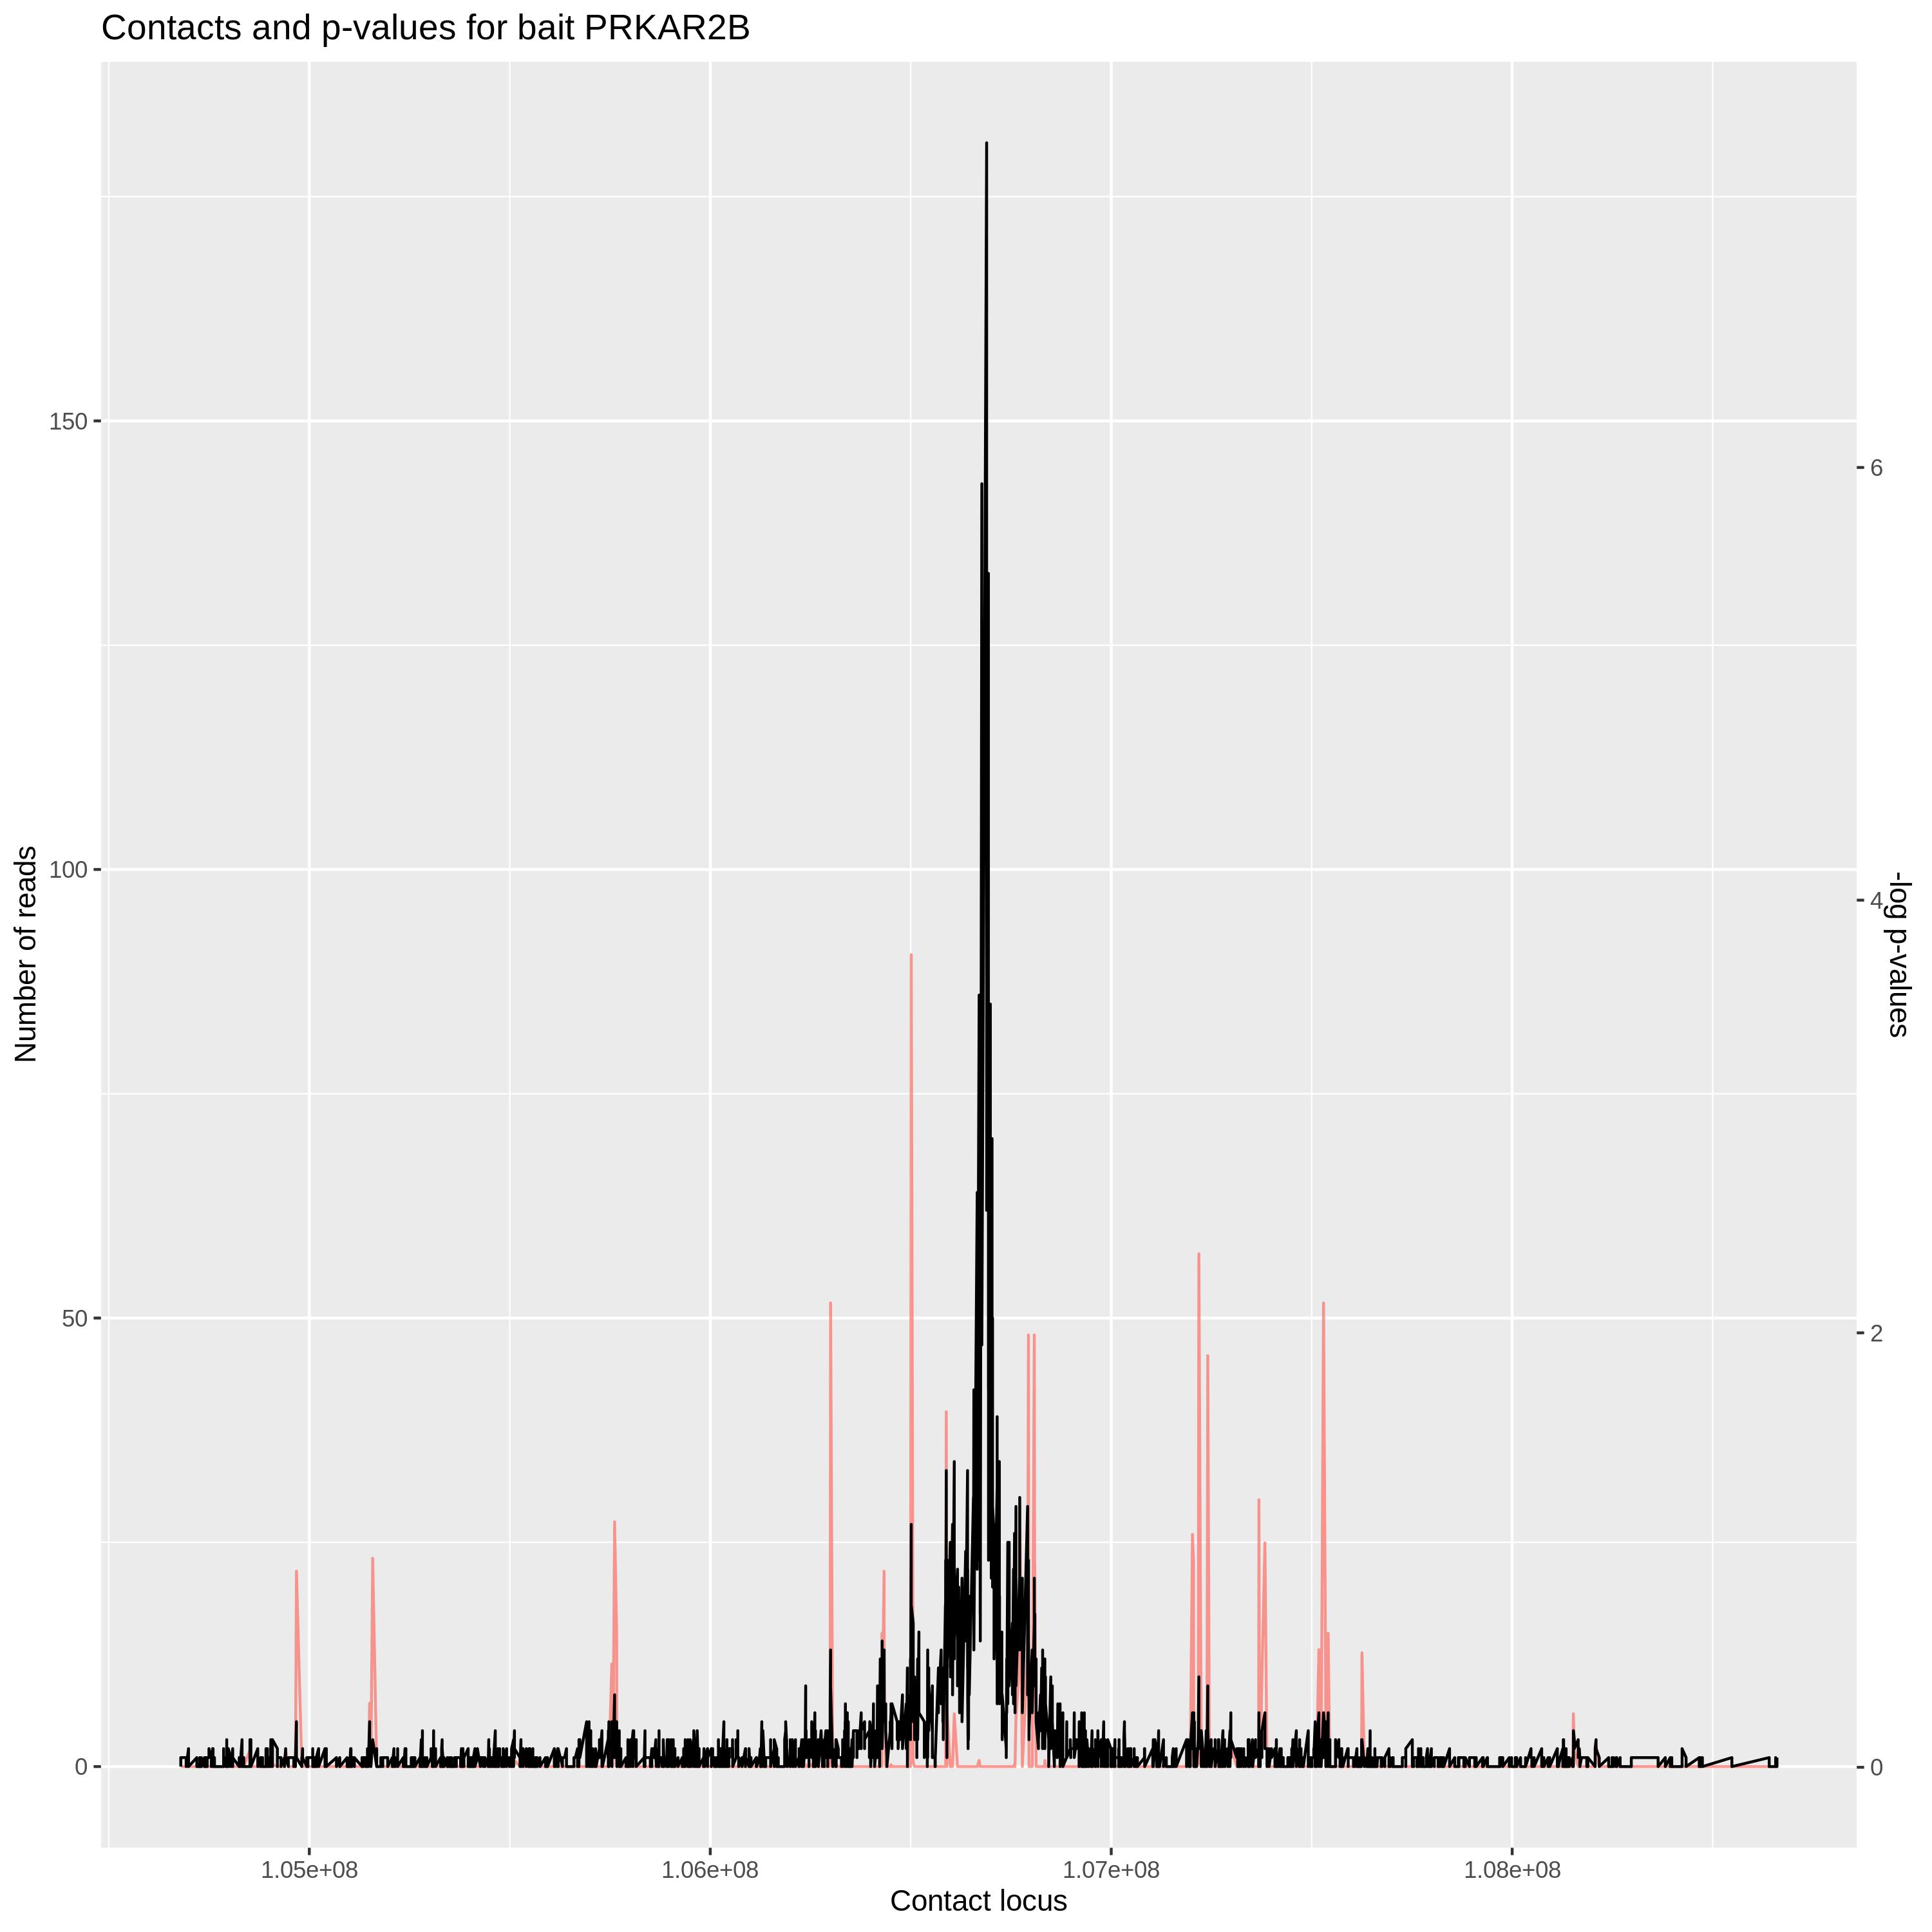 Contacts and p-values for bait PRKAR2B
150
100
50
0
Number of reads
6
4
2
0
-log p-values
1.05e+08
1.06e+08
1.07e+08
1.08e+08
Contact locus